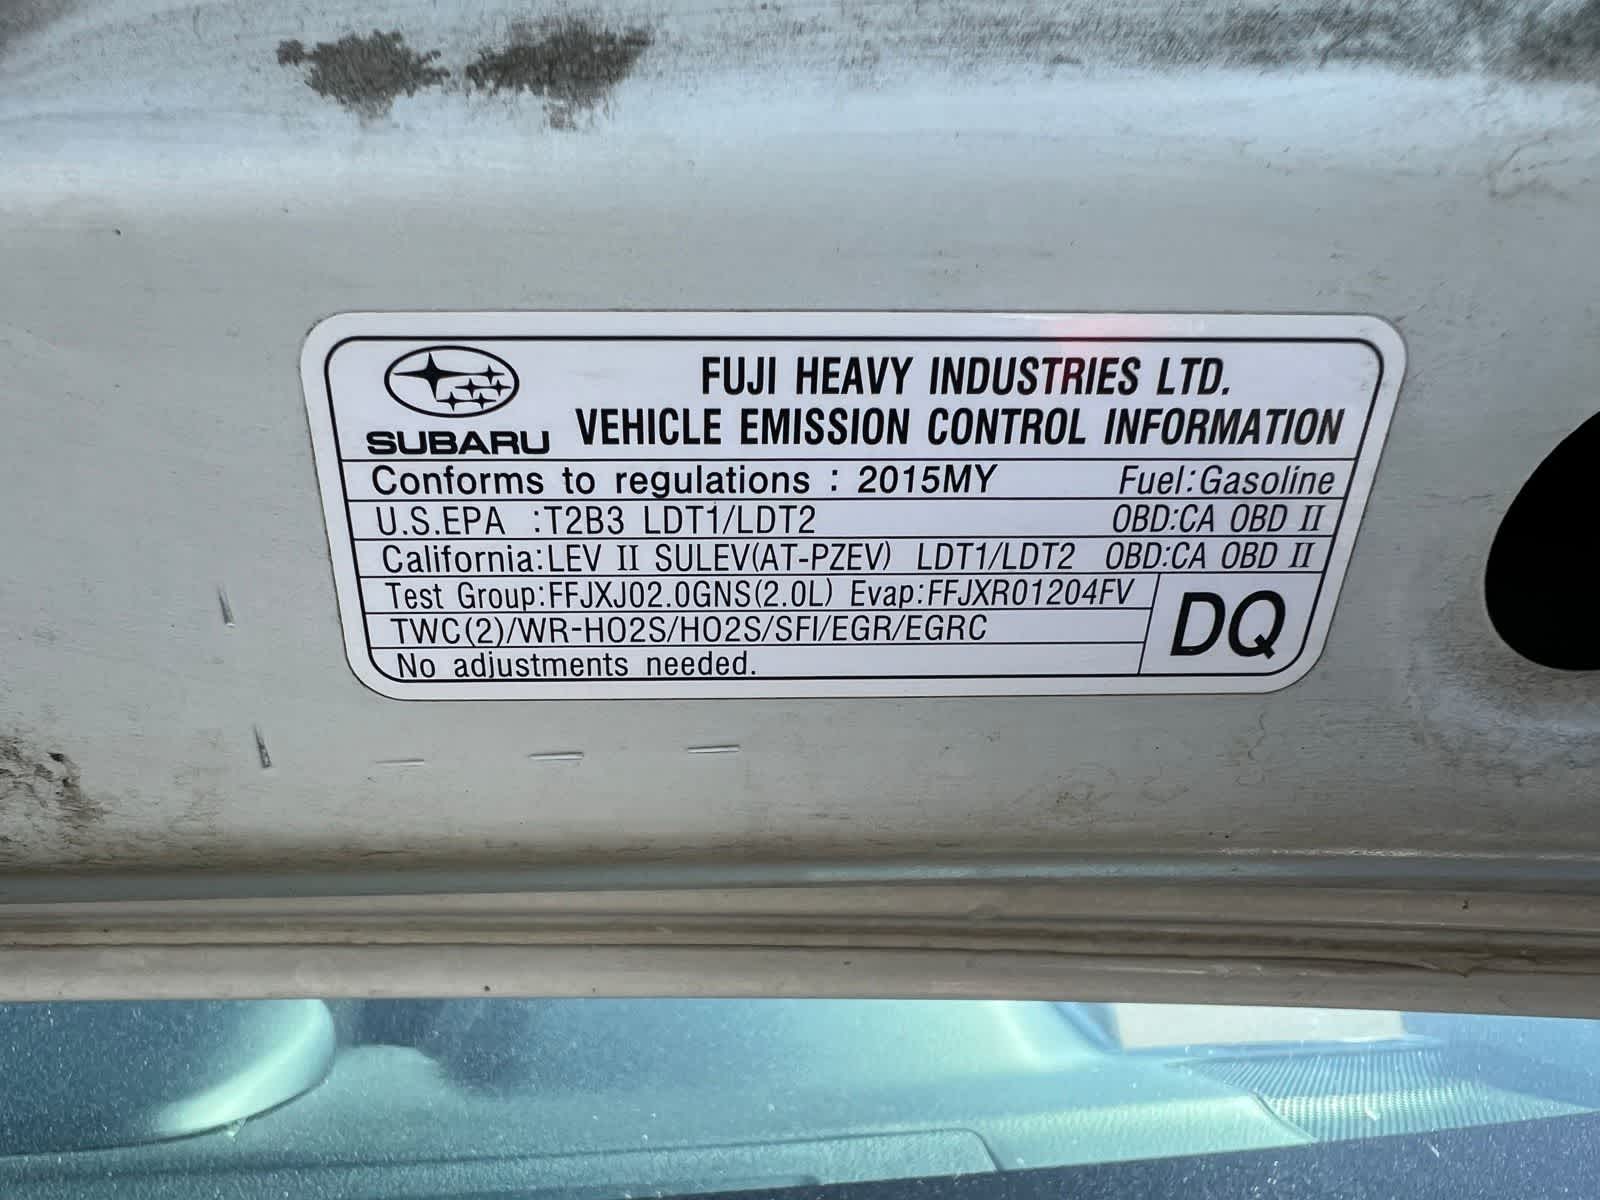 FUJI HEAVY INDUSTRIES LTD.
SUBARU VEHICLE EMISSION CONTROL INFORMATION
Conforms to regulations : 2015MY Fuel:Gasoline
U.S.EPA :T2B3 LDT1/LDT2 OBD:CA OBD II
California:LEV II SULEV(AT-PZEV) LDT1/LDT2 OBD:CA OBD II
Test Group:FFJXJ02.0GNS(2.0L) Evap:FFJXR01204FV
TWC(2)/WR-HO2S/HO2S/SFI/EGR/EGRC
DQ
No adjustments needed.